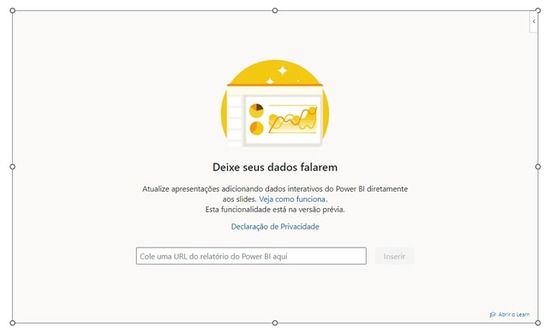 Deixe seus dados falarem
Atualize apresentações adicionando dados interativos do Power BI diretamente
aos slides. Veja como funciona.
Esta funcionalidade está na versão prévia.
Declaração de Privacidade
Cole uma URL do relatório do Power BI aqui
Inserir
Abrir o Learn